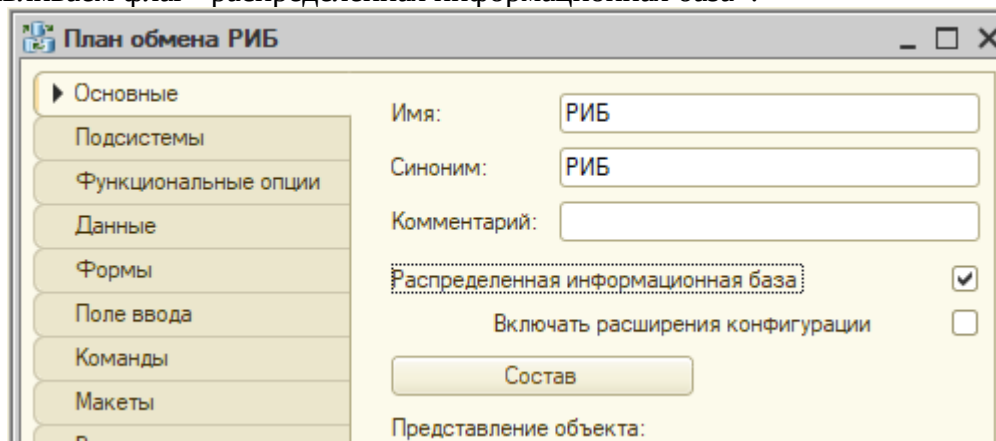 План обмена РИБ
Основные
Подсистемы
Функциональные опции
Данные
Формы
Поле ввода
Команды
Макеты
Имя:
РИБ
Синоним:
РИБ
Комментарий:
Распределенная информационная база
Включать расширения конфигурации
Состав
Представление объекта: